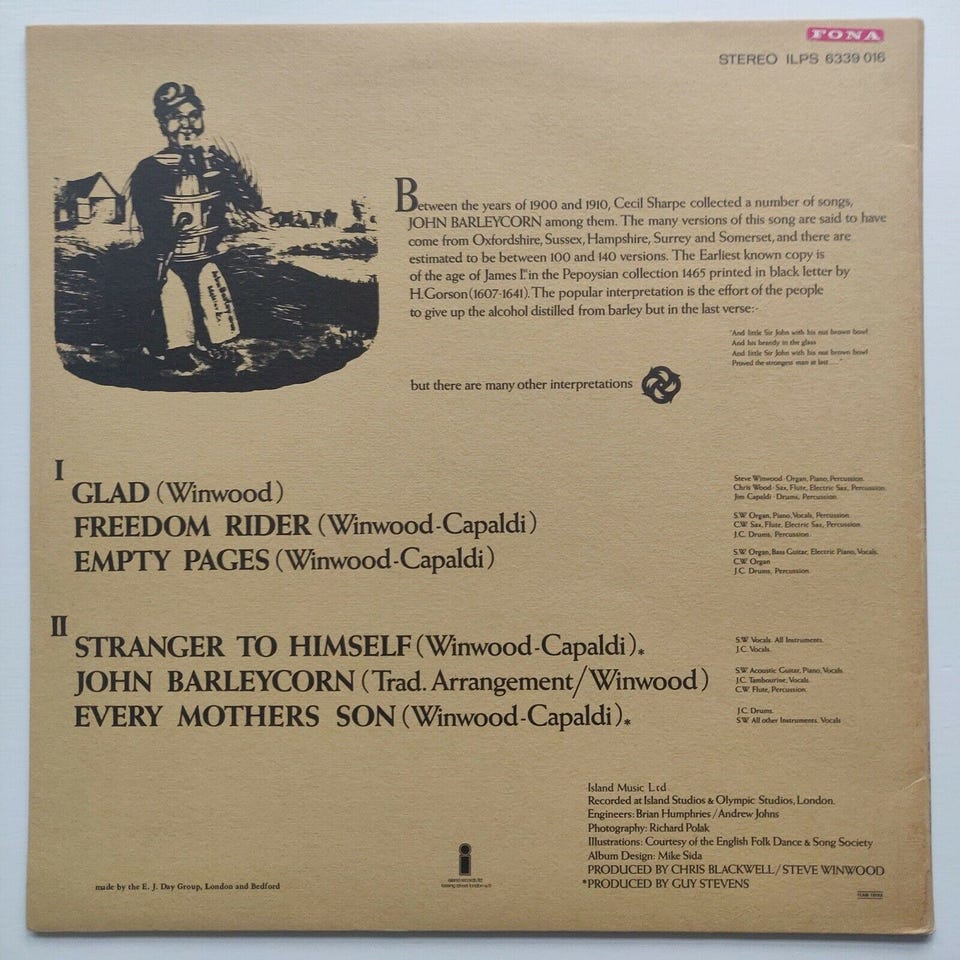 FONA
STEREO ILPS 6339 016
Between the years of 1900 and 1910, Cecil Sharpe collected a number of songs,
JOHN BARLEYCORN among them. The many versions of this song are said to have
come from Oxfordshire, Sussex, Hampshire, Surrey and Somerset, and there are
estimated to be between 100 and 140 versions. The Earliest known copy is
of the age of James Ist in the Pepoysian collection 1465 printed in black letter by
H.Gorson (1607-1641). The popular interpretation is the effort of the people
to give up the alcohol distilled from barley but in the last verse:-
"And little Sir John with his nut brown bowl
And his brandy in the glass
And little Sir John with his nut brown bowl
Proved the strongest man at last....."
but there are many other interpretations
I
GLAD (Winwood)
Steve Winwood - Organ, Piano, Percussion.
Chris Wood - Sax, Flute, Electric Sax, Percussion.
Jim Capaldi - Drums, Percussion.
FREEDOM RIDER (Winwood-Capaldi)
S.W. Organ, Piano, Vocals, Percussion.
C.W. Sax, Flute, Electric Sax, Percussion.
J.C. Drums, Percussion.
EMPTY PAGES (Winwood-Capaldi)
S.W. Organ, Bass Guitar, Electric Piano, Vocals.
C.W. Organ
J.C. Drums, Percussion.
II
STRANGER TO HIMSELF (Winwood-Capaldi).*
S.W. Vocals. All Instruments.
J.C. Vocals.
JOHN BARLEYCORN (Trad. Arrangement/Winwood)
S.W. Acoustic Guitar, Piano, Vocals.
J.C. Tambourine, Vocals.
C.W. Flute, Percussion.
EVERY MOTHERS SON (Winwood-Capaldi).*
J.C. Drums.
S.W. All other Instruments. Vocals
Island Music Ltd.
Recorded at Island Studios & Olympic Studios, London.
Engineers: Brian Humphries / Andrew Johns
Photography: Richard Polak
Illustrations: Courtesy of the English Folk Dance & Song Society
Album Design: Mike Sida
PRODUCED BY CHRIS BLACKWELL/STEVE WINWOOD
*PRODUCED BY GUY STEVENS
made by the E. J. Day Group, London and Bedford
i
island records ltd